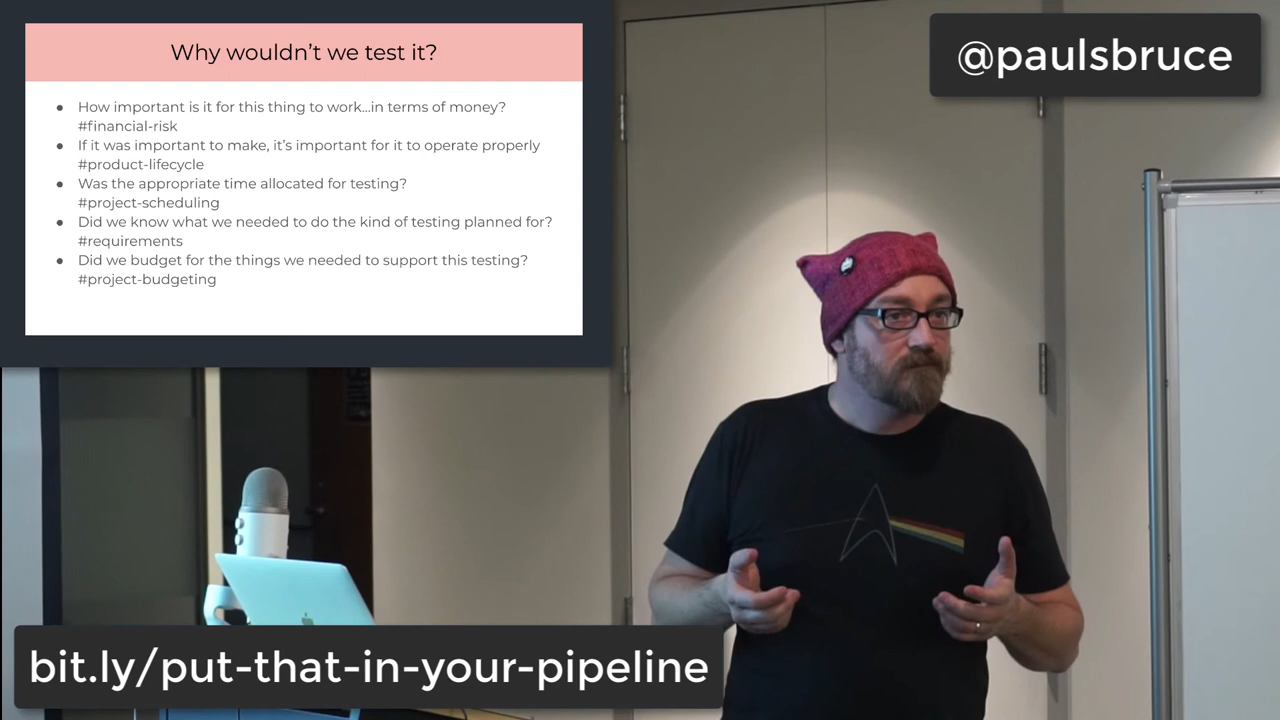 Why wouldn't we test it?
@paulsbruce
● How important is it for this thing to work...in terms of money?
#financial-risk
● If it was important to make, it's important for it to operate properly
#product-lifecycle
● Was the appropriate time allocated for testing?
#project-scheduling
● Did we know what we needed to do the kind of testing planned for?
#requirements
● Did we budget for the things we needed to support this testing?
#project-budgeting
bit.ly/put-that-in-your-pipeline